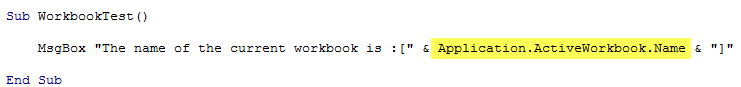 Sub WorkbookTest()
MsgBox "The name of the current workbook is :[" & Application.ActiveWorkbook.Name & "]"
End Sub